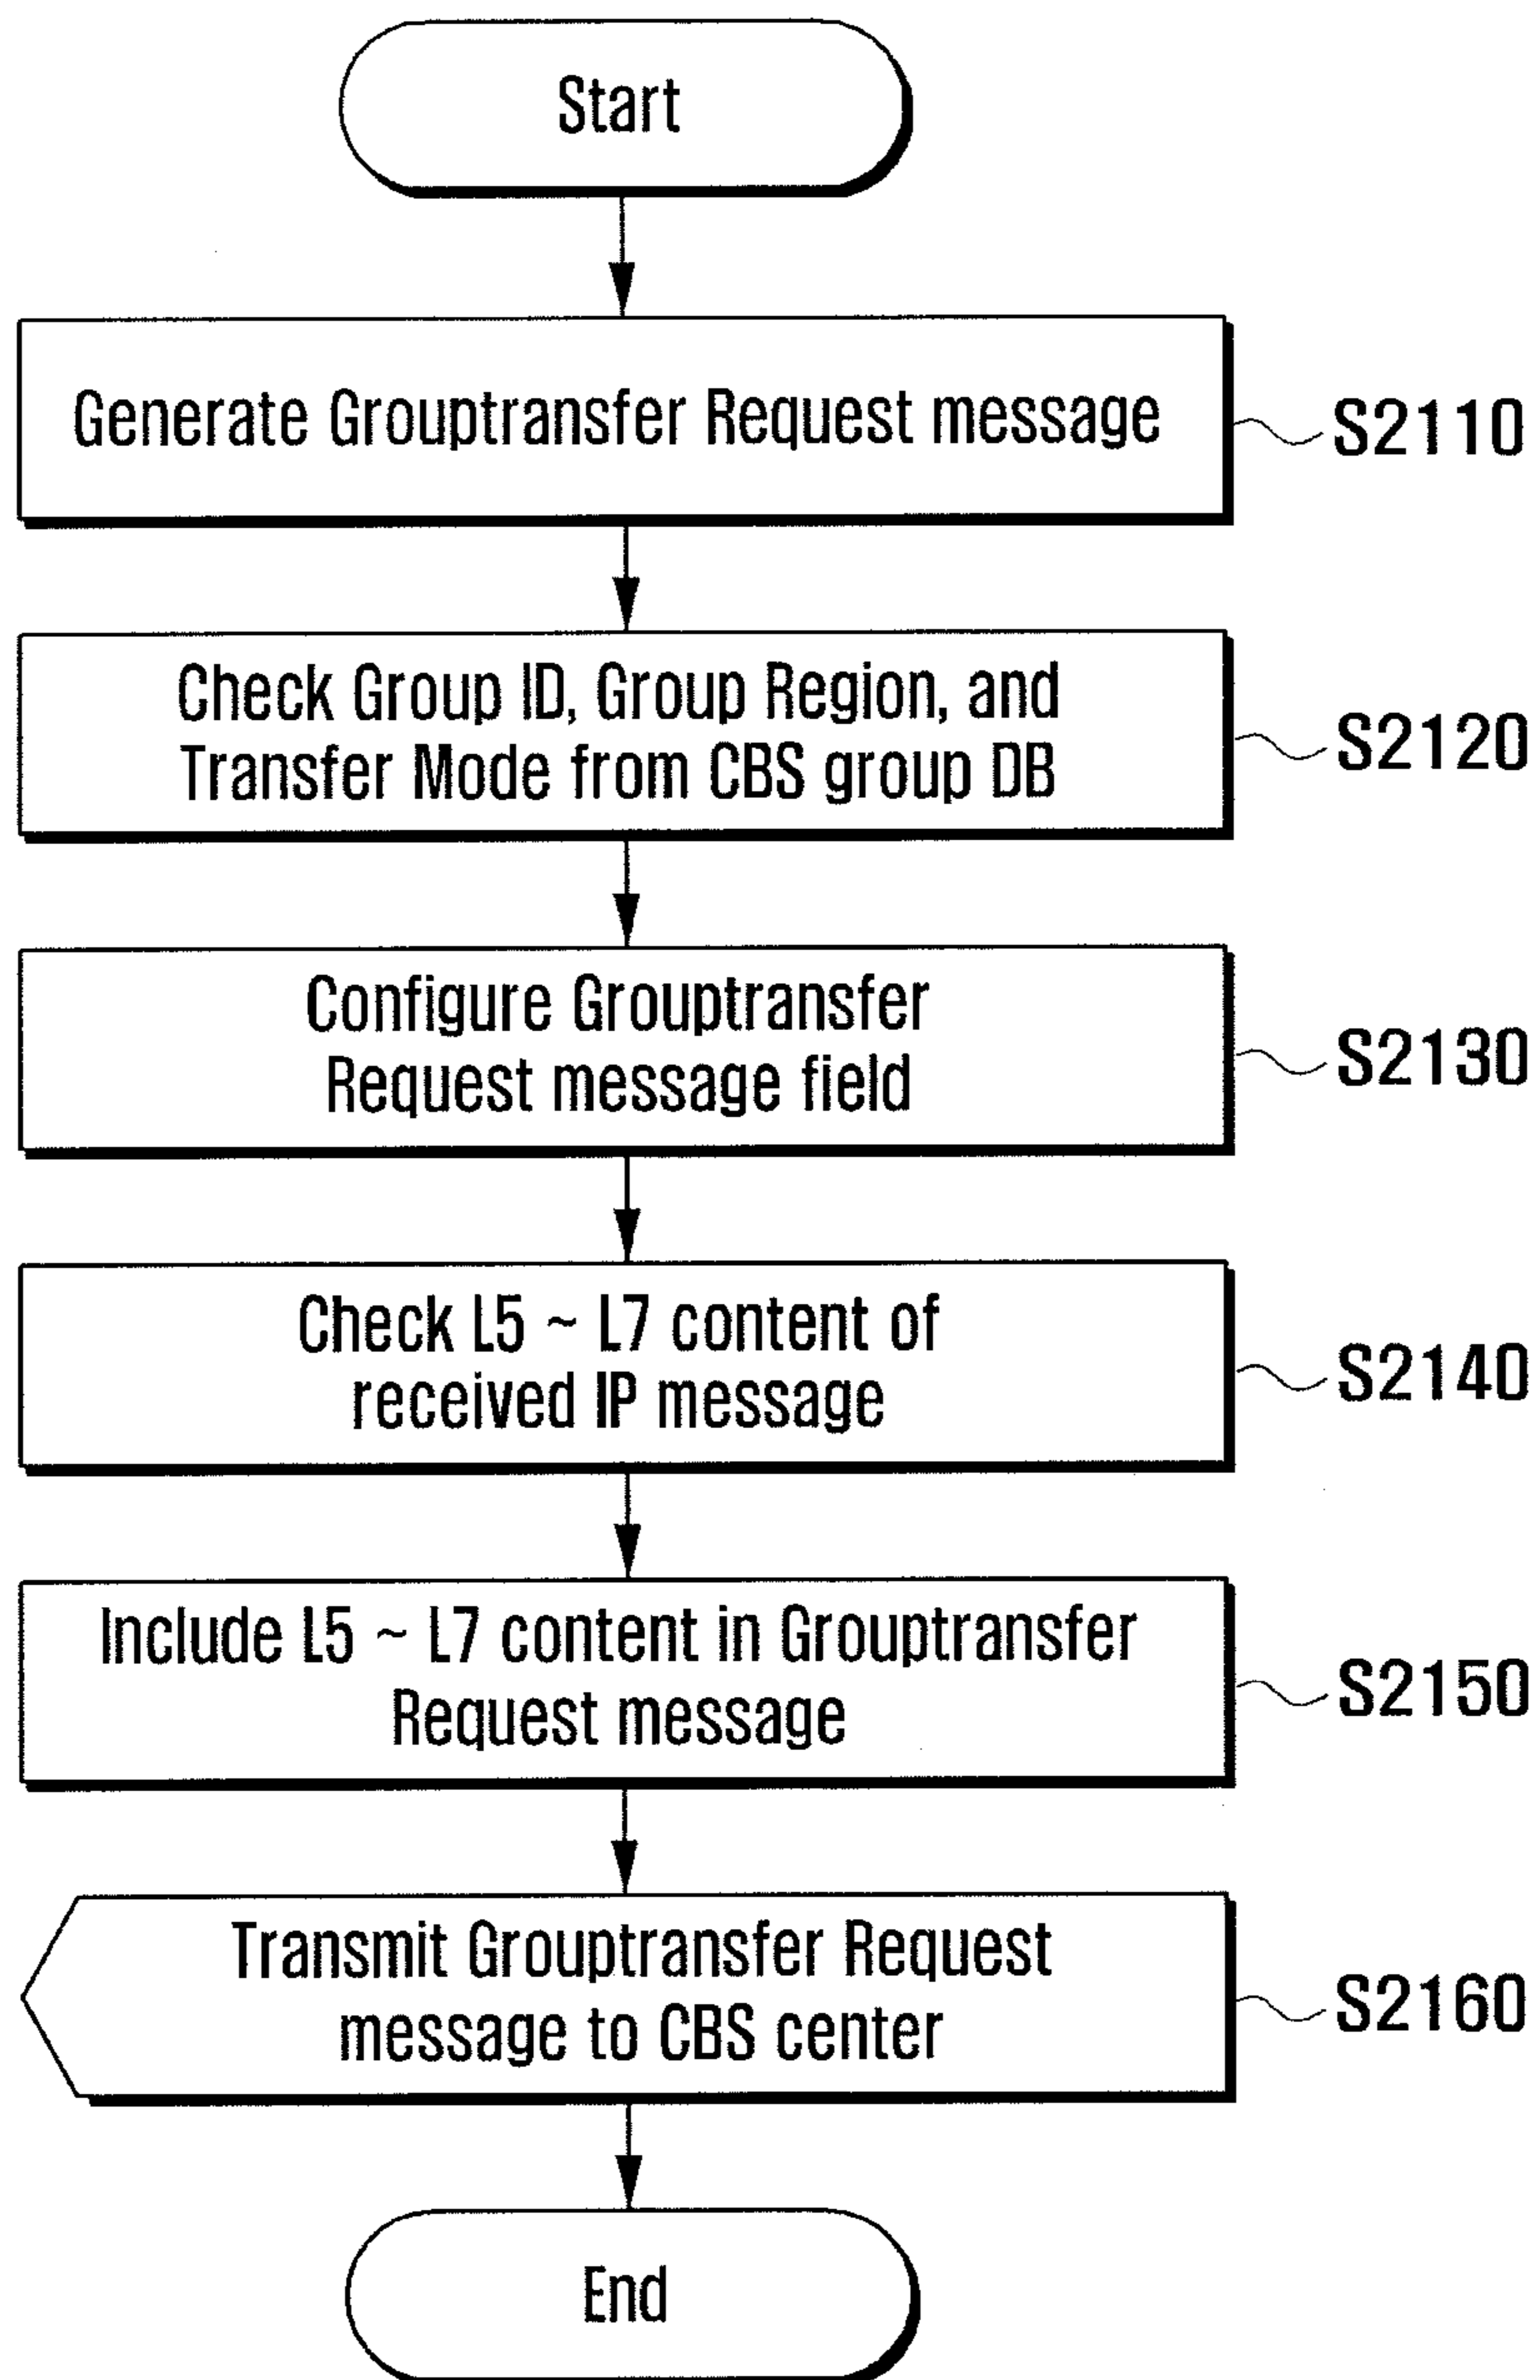 Start
Generate Grouptransfer Request message
S2110
Check Group ID, Group Region, and
Transfer Mode from CBS group DB
S2120
Configure Grouptransfer
Request message field
S2130
Check L5 ~ L7 content of
received IP message
S2140
Include L5 ~ L7 content in Grouptransfer
Request message
S2150
Transmit Grouptransfer Request
message to CBS center
S2160
End